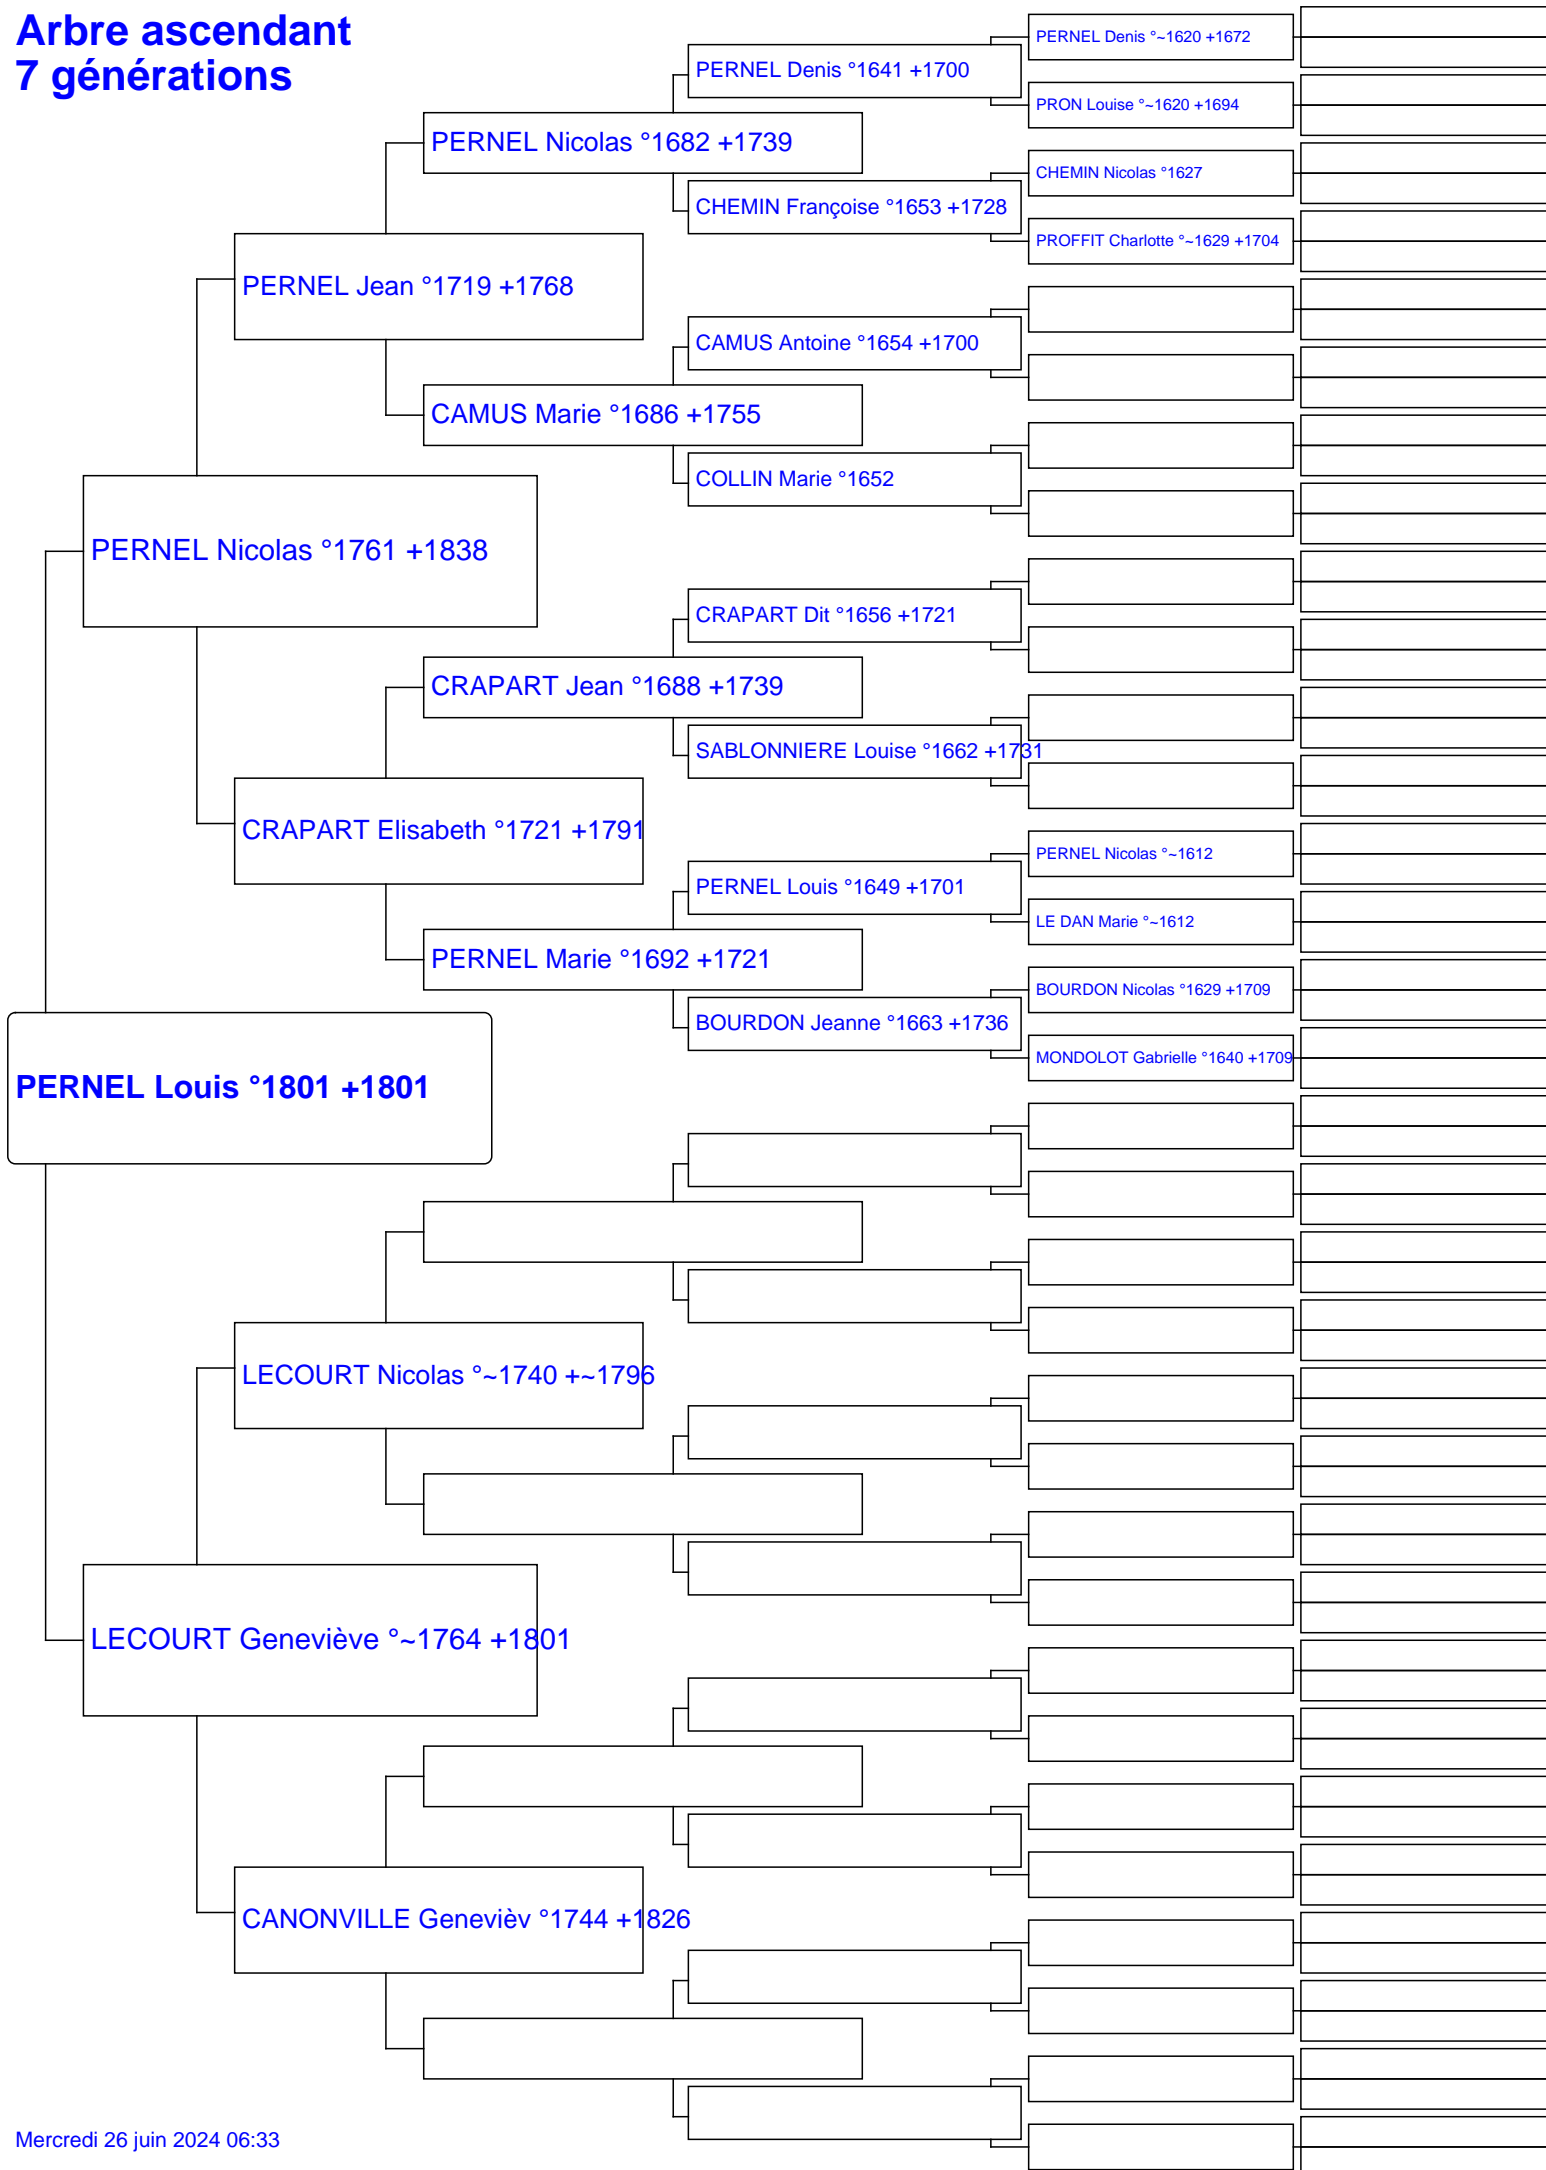 Arbre ascendant
7 générations
PERNEL Denis °~1620 +1672
PERNEL Denis °1641 +1700
PRON Louise °~1620 +1694
PERNEL Nicolas °1682 +1739
CHEMIN Nicolas °1627
CHEMIN Françoise °1653 +1728
PROFFIT Charlotte °~1629 +1704
PERNEL Jean °1719 +1768
CAMUS Antoine °1654 +1700
CAMUS Marie °1686 +1755
COLLIN Marie °1652
PERNEL Nicolas °1761 +1838
CRAPART Dit °1656 +1721
CRAPART Jean °1688 +1739
SABLONNIERE Louise °1662 +1731
CRAPART Elisabeth °1721 +1791
PERNEL Nicolas °~1612
PERNEL Louis °1649 +1701
LE DAN Marie °~1612
PERNEL Marie °1692 +1721
BOURDON Nicolas °1629 +1709
BOURDON Jeanne °1663 +1736
MONDOLOT Gabrielle °1640 +1709
PERNEL Louis °1801 +1801
LECOURT Nicolas °~1740 +~1796
LECOURT Geneviève °~1764 +1801
CANONVILLE Genevièv °1744 +1826
Mercredi 26 juin 2024 06:33